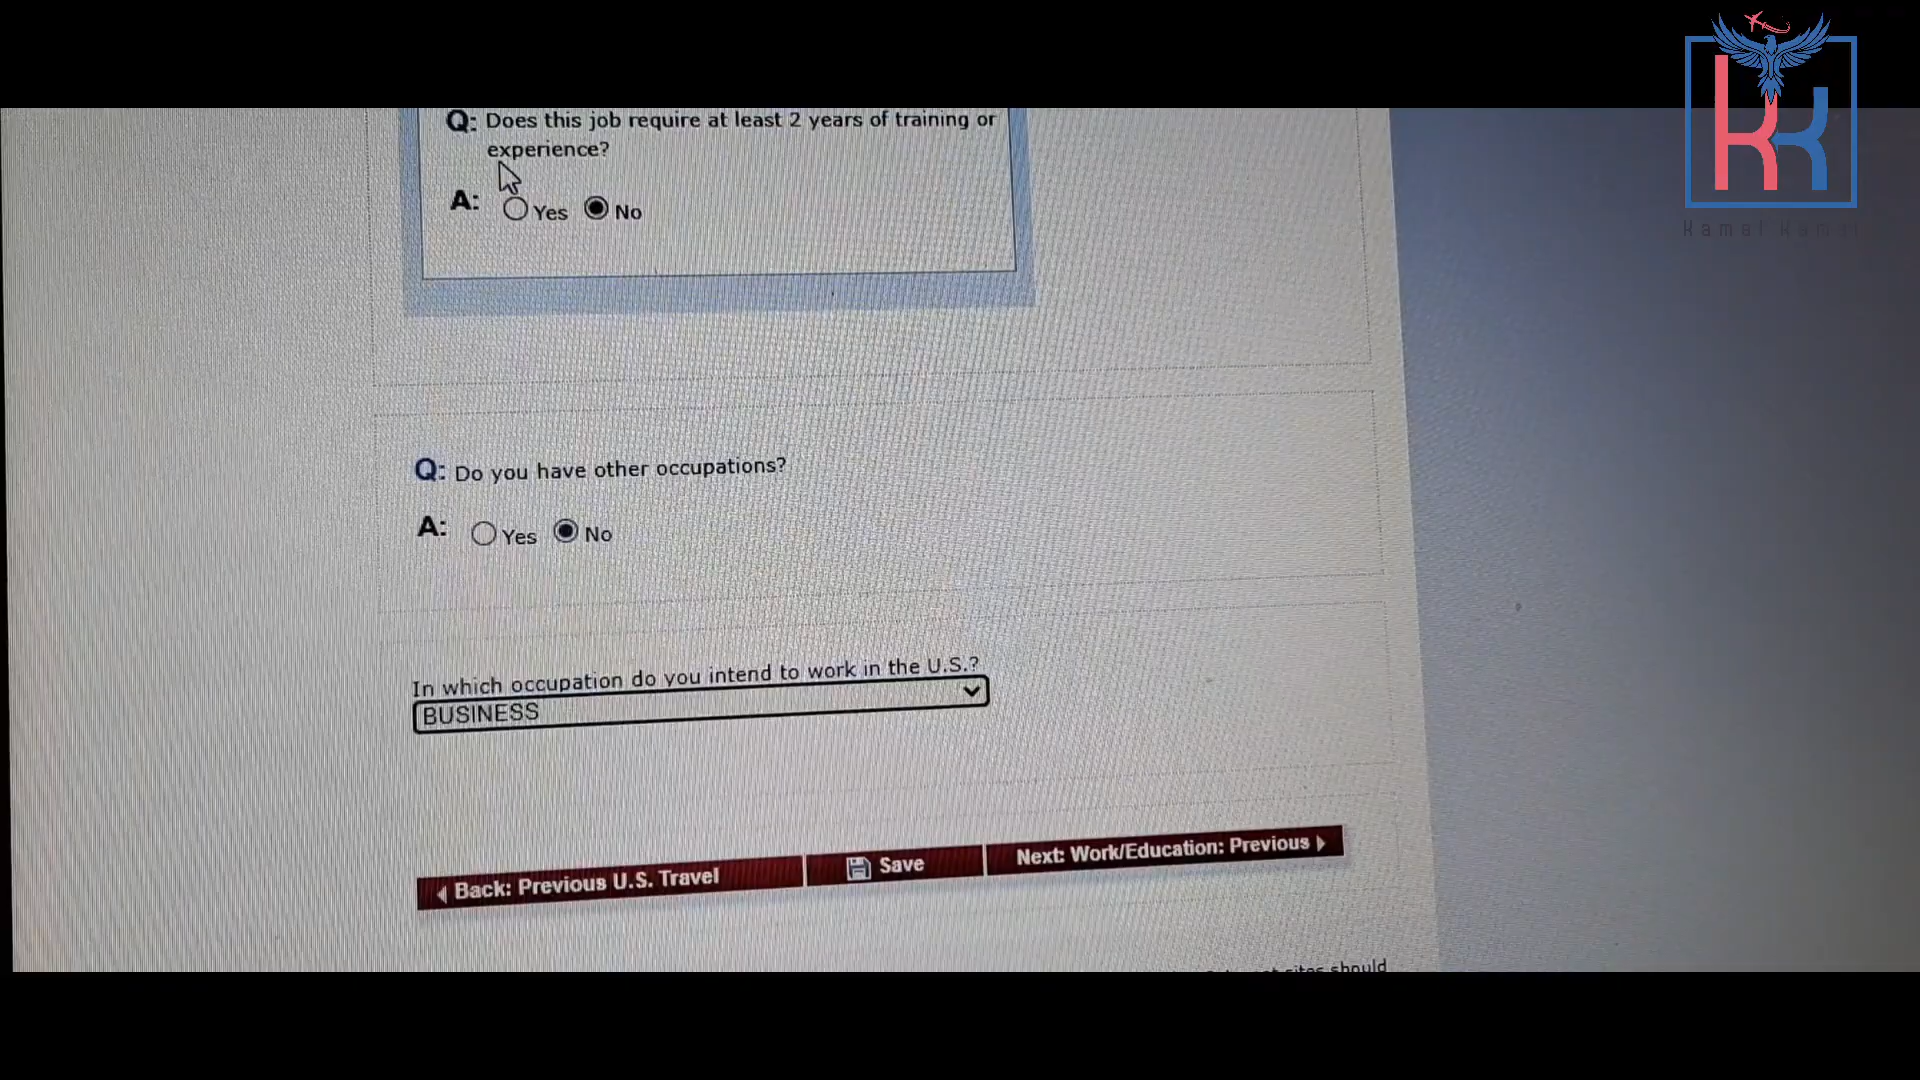 Q: Does this job require at least 2 years of training or
experience?
A: Yes No
Q: Do you have other occupations?
A: Yes No
In which occupation do you intend to work in the U.S.?
BUSINESS
Back: Previous U.S. Travel
Save
Next: Work/Education: Previous
sites should